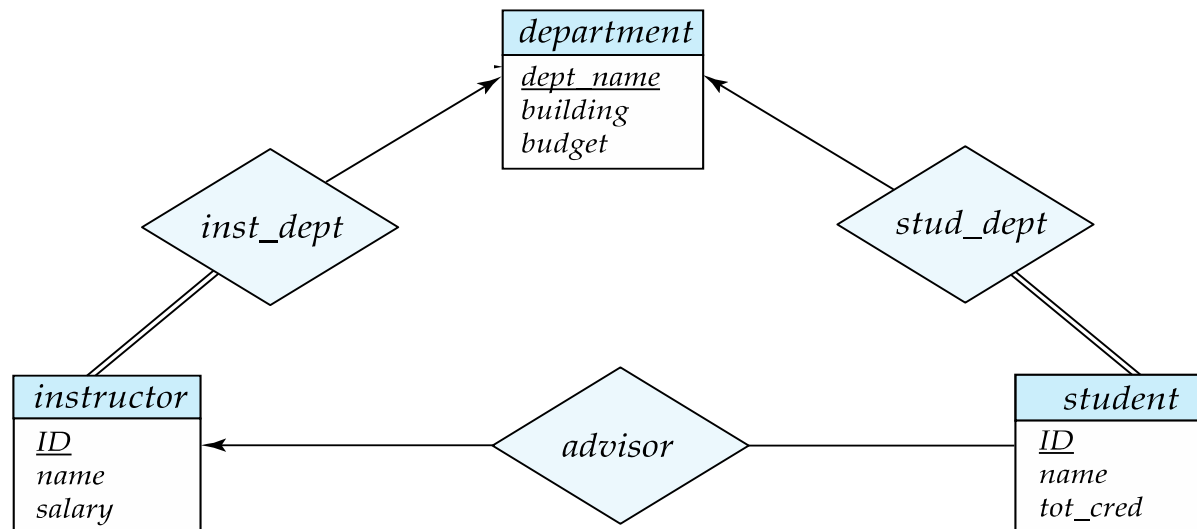 department
dept_name
building
budget
inst_dept
stud_dept
instructor
ID
name
salary
advisor
student
ID
name
tot_cred